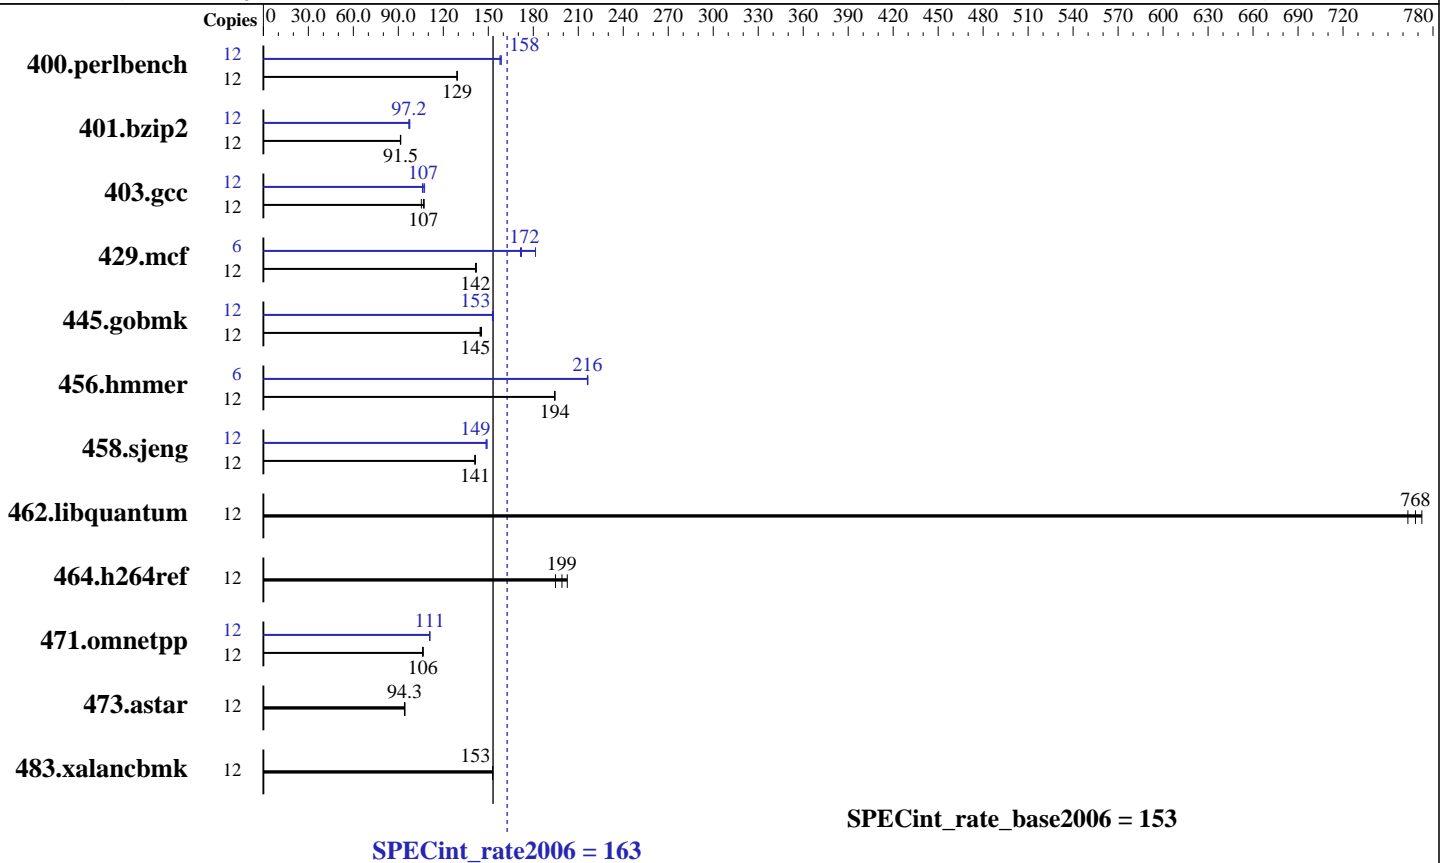 Copies 0 30.0 60.0 90.0 120 150 180 210 240 270 300 330 360 390 420 450 480 510 540 570 600 630 660 690 720 780
400.perlbench 12 158
12 129
401.bzip2 12 97.2
12 91.5
403.gcc 12 107
12 107
429.mcf 6 172
12 142
445.gobmk 12 153
12 145
456.hmmer 6 216
12 194
458.sjeng 12 149
12 141
462.libquantum 12 768
464.h264ref 12 199
471.omnetpp 12 111
12 106
473.astar 12 94.3
483.xalancbmk 12 153
SPECint_rate_base2006 = 153
SPECint_rate2006 = 163